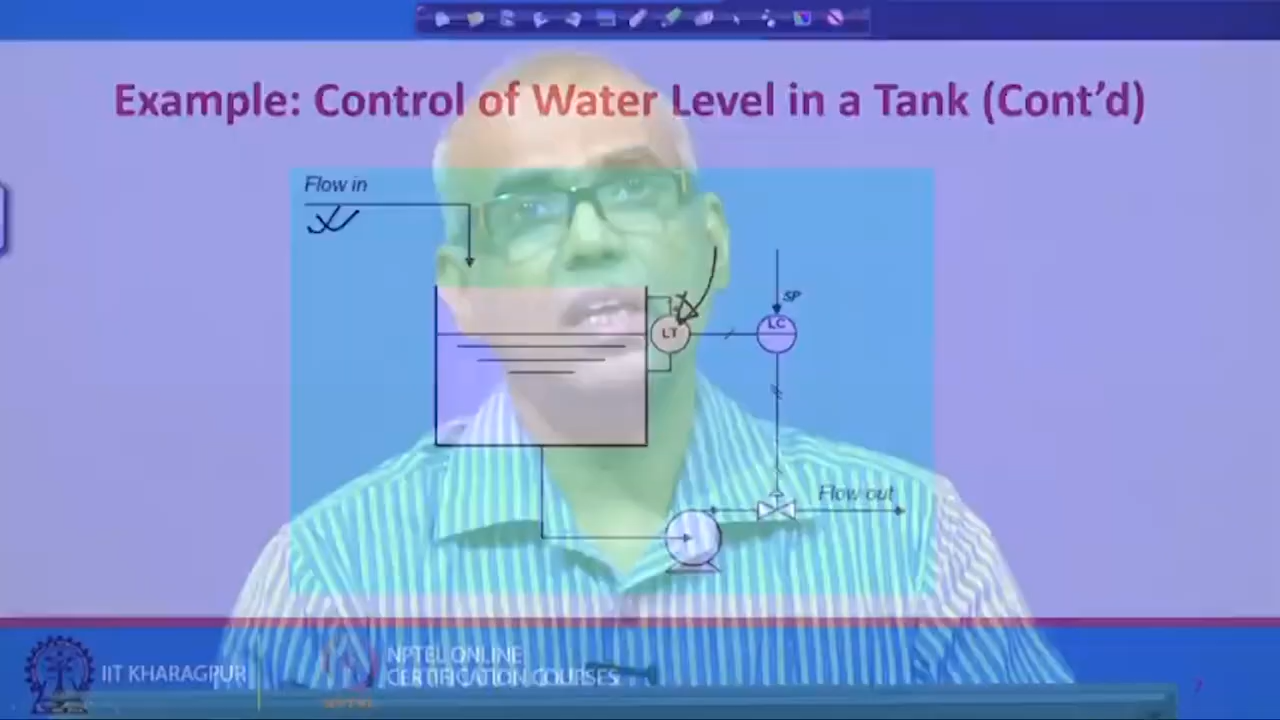 Example: Control of Water Level in a Tank (Cont’d)
Flow in
SP
LT
LC
Flow out
IIT KHARAGPUR
NPTEL ONLINE
CERTIFICATION COURSES
7